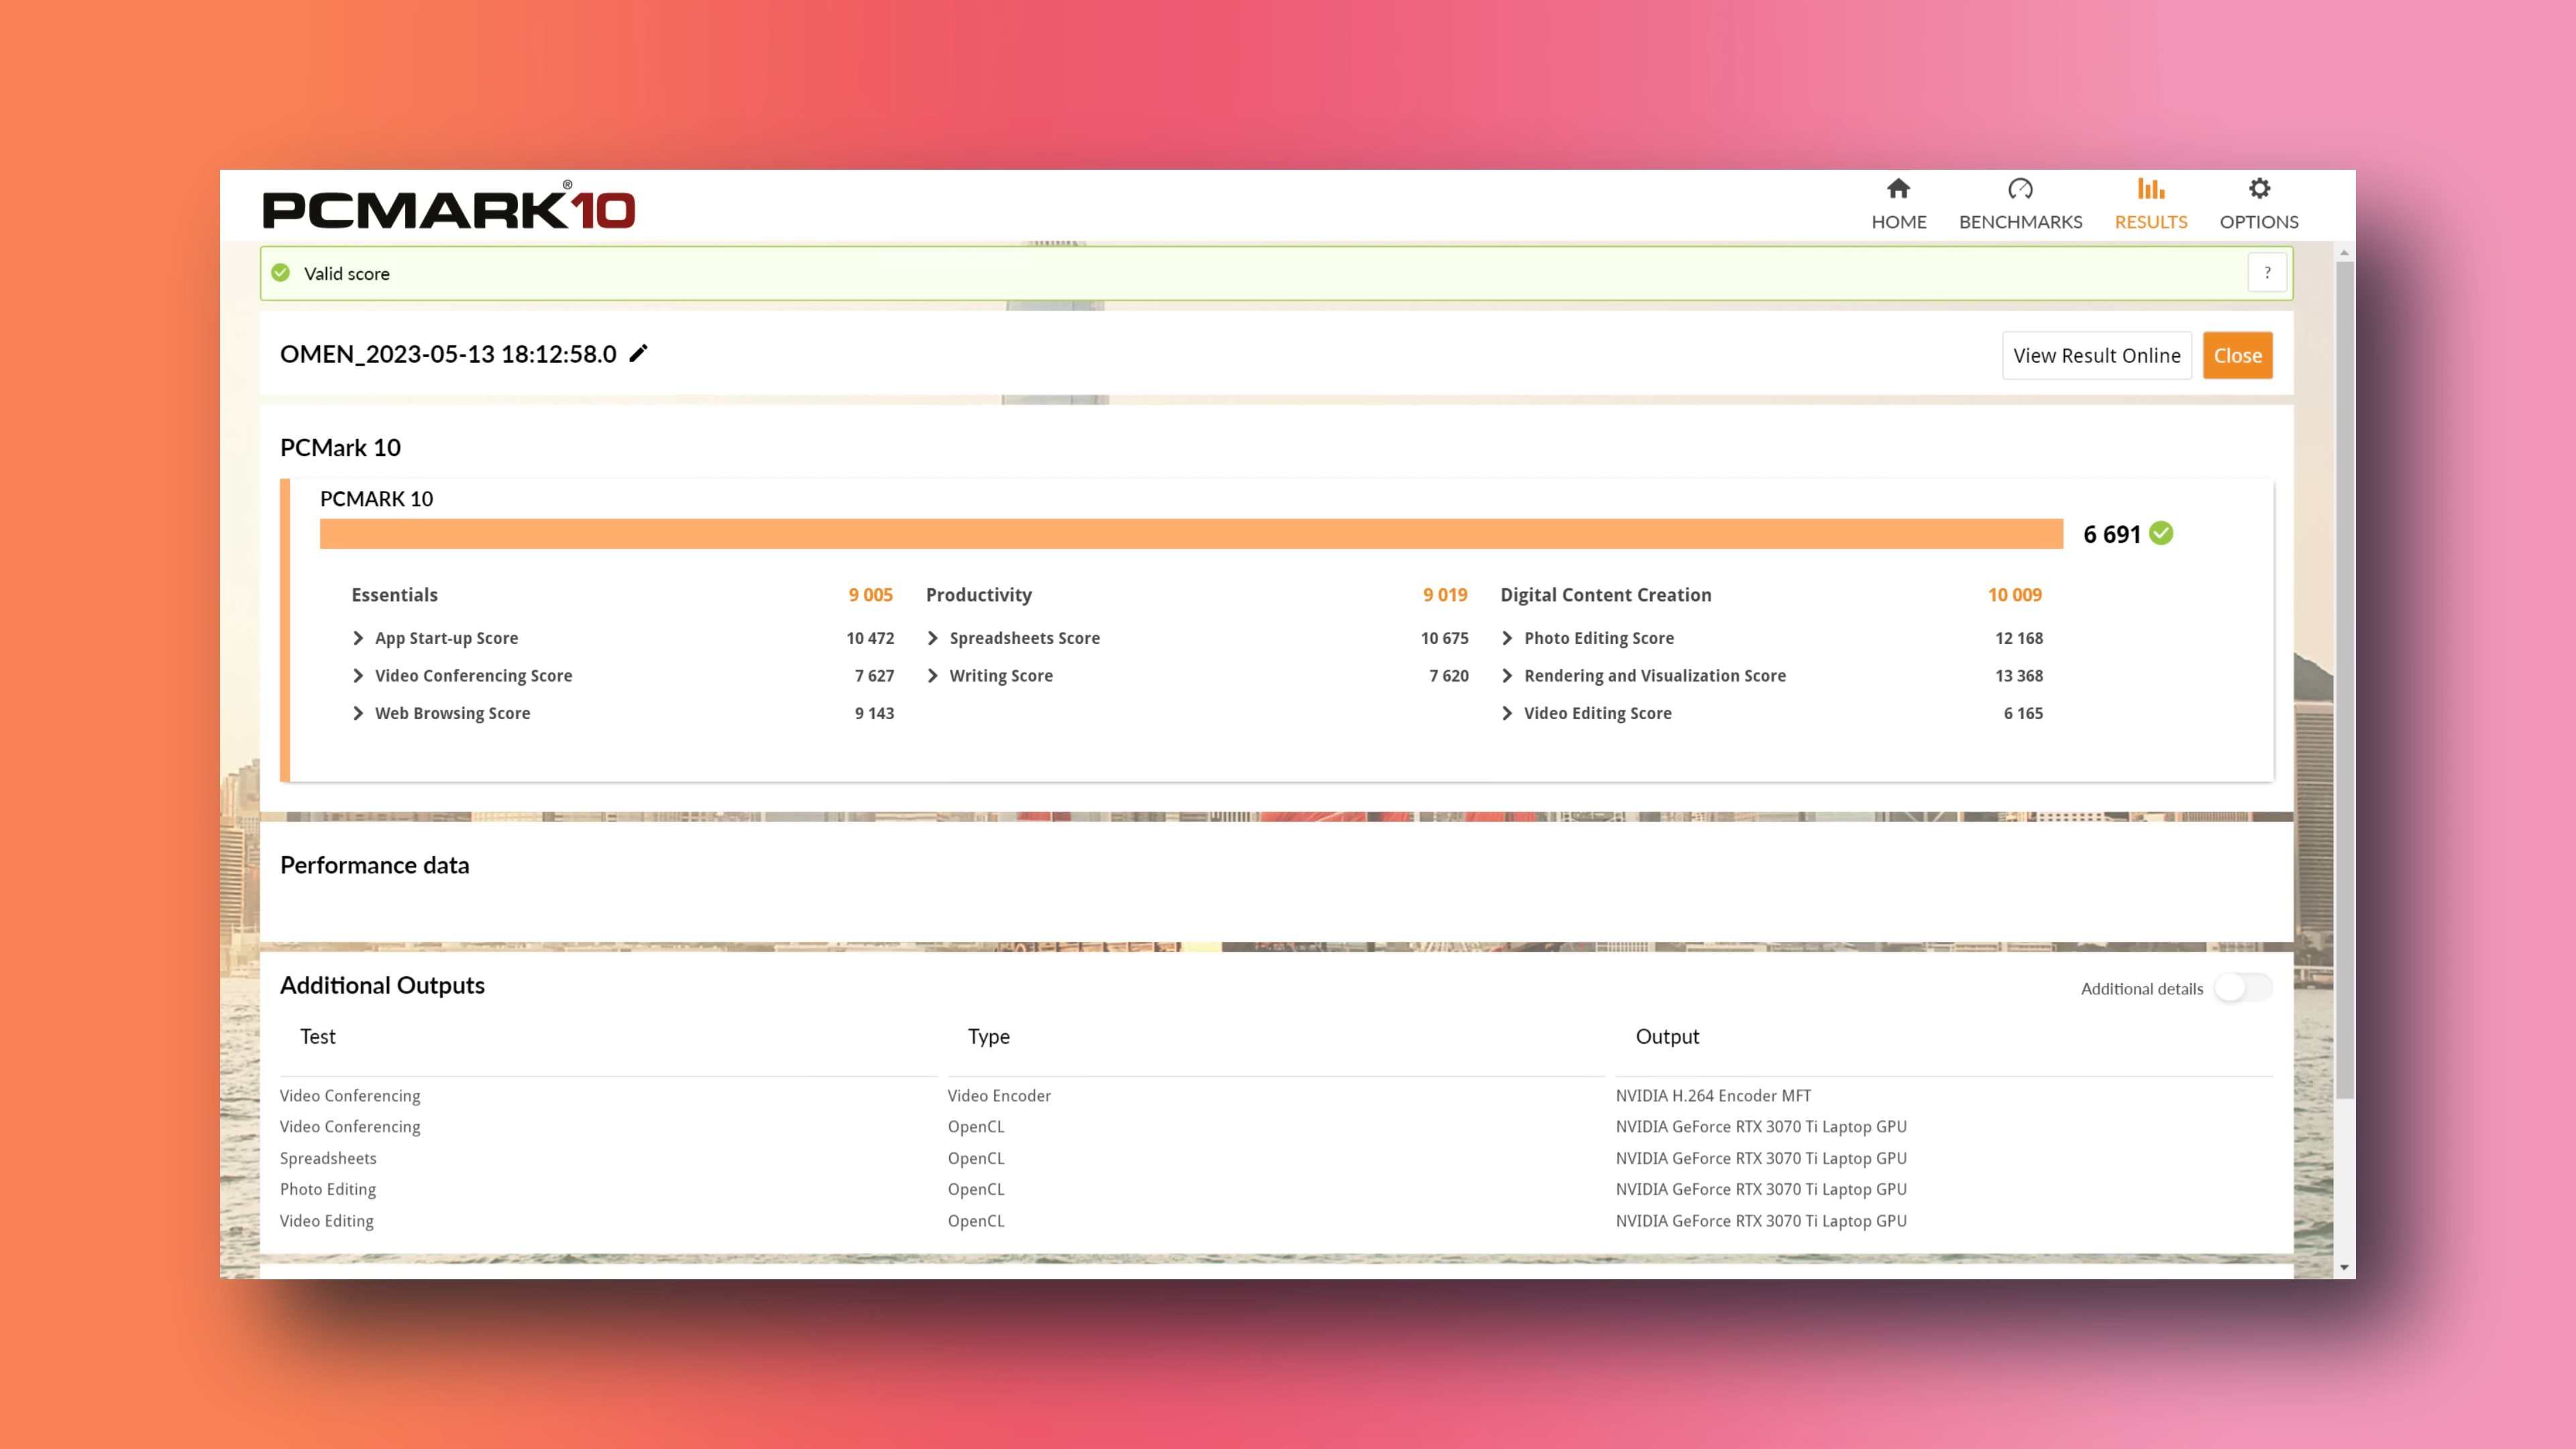 PCMARK®10
HOME BENCHMARKS RESULTS OPTIONS
Valid score
?
OMEN_2023-05-13 18:12:58.0
View Result Online Close
PCMark 10
PCMARK 10
6 691
Essentials 9 005 Productivity 9 019 Digital Content Creation 10 009
App Start-up Score 10 472 Spreadsheets Score 10 675 Photo Editing Score 12 168
Video Conferencing Score 7 627 Writing Score 7 620 Rendering and Visualization Score 13 368
Web Browsing Score 9 143 Video Editing Score 6 165
Performance data
Additional Outputs Additional details
Test Type Output
Video Conferencing Video Encoder NVIDIA H.264 Encoder MFT
Video Conferencing OpenCL NVIDIA GeForce RTX 3070 Ti Laptop GPU
Spreadsheets OpenCL NVIDIA GeForce RTX 3070 Ti Laptop GPU
Photo Editing OpenCL NVIDIA GeForce RTX 3070 Ti Laptop GPU
Video Editing OpenCL NVIDIA GeForce RTX 3070 Ti Laptop GPU